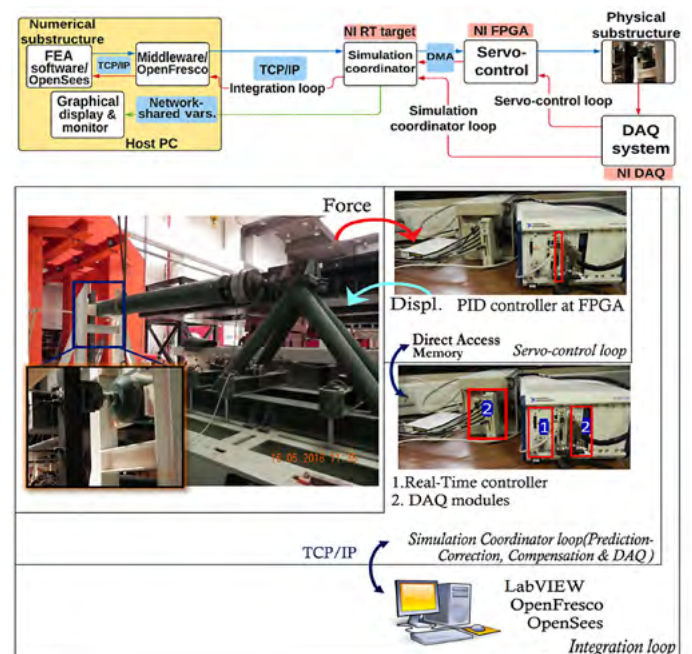 Numerical
substructure
FEA
software/
OpenSees
TCP/IP
Middleware/
OpenFresco
Graphical
display &
monitor
Network-
shared vars.
Host PC
TCP/IP
Integration loop
NI RT target
Simulation
coordinator
DMA
NI FPGA
Servo-
control
Physical
substructure
Servo-control loop
Simulation
coordinator loop
DAQ
system
NI DAQ
Force
Displ.
PID controller at FPGA
Direct Access
Memory
Servo-control loop
2
1
2
1.Real-Time controller
2. DAQ modules
Simulation Coordinator loop(Prediction-
Correction, Compensation & DAQ )
TCP/IP
LabVIEW
OpenFresco
OpenSees
Integration loop